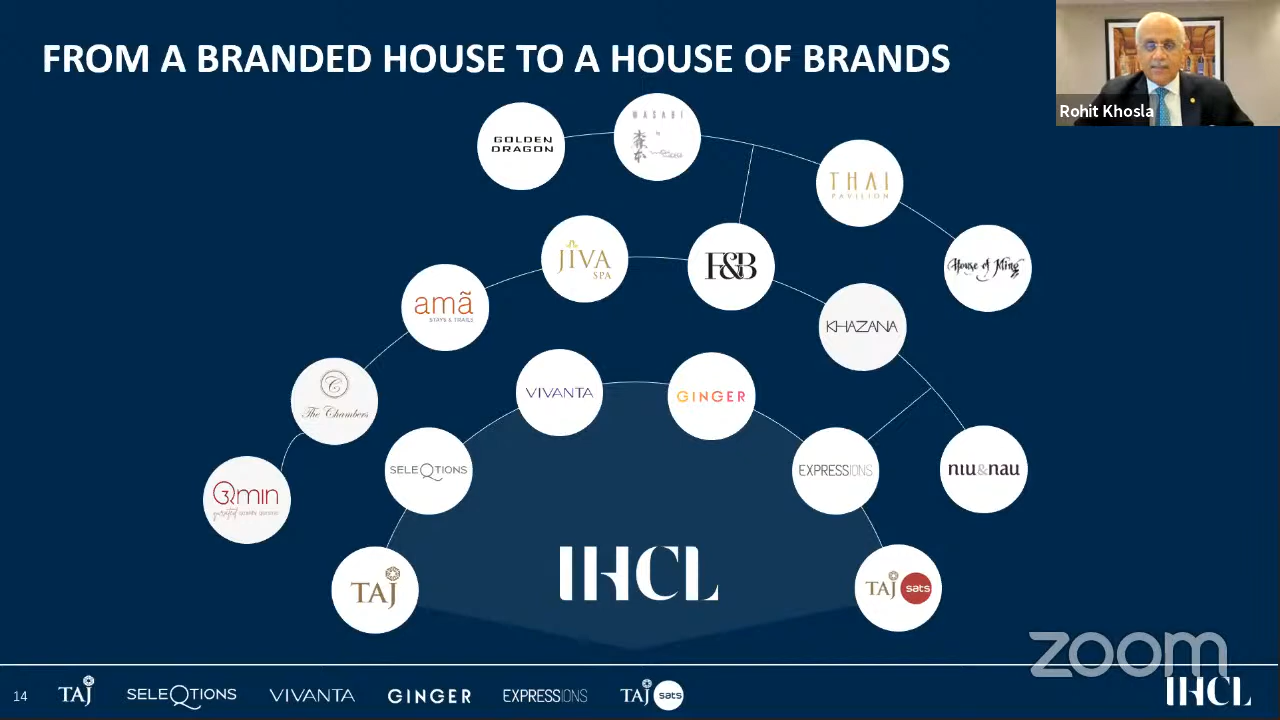 FROM A BRANDED HOUSE TO A HOUSE OF BRANDS
Rohit Khosla
GOLDEN
DRAGON
WASABI
by
THAI
PAVILION
House of Ming
JIVA
SPA
F&B
amã
STAYS & TRAILS
KHAZANA
C
The Chambers
VIVANTA
GINGER
SELEQTIONS
EXPRESSIONS
niu&nau
Qmin
TAJ
IHCL
TAJ sats
zoom
14
TAJ
SELEQTIONS
VIVANTA
GINGER
EXPRESSIONS
TAJ sats
IHCL